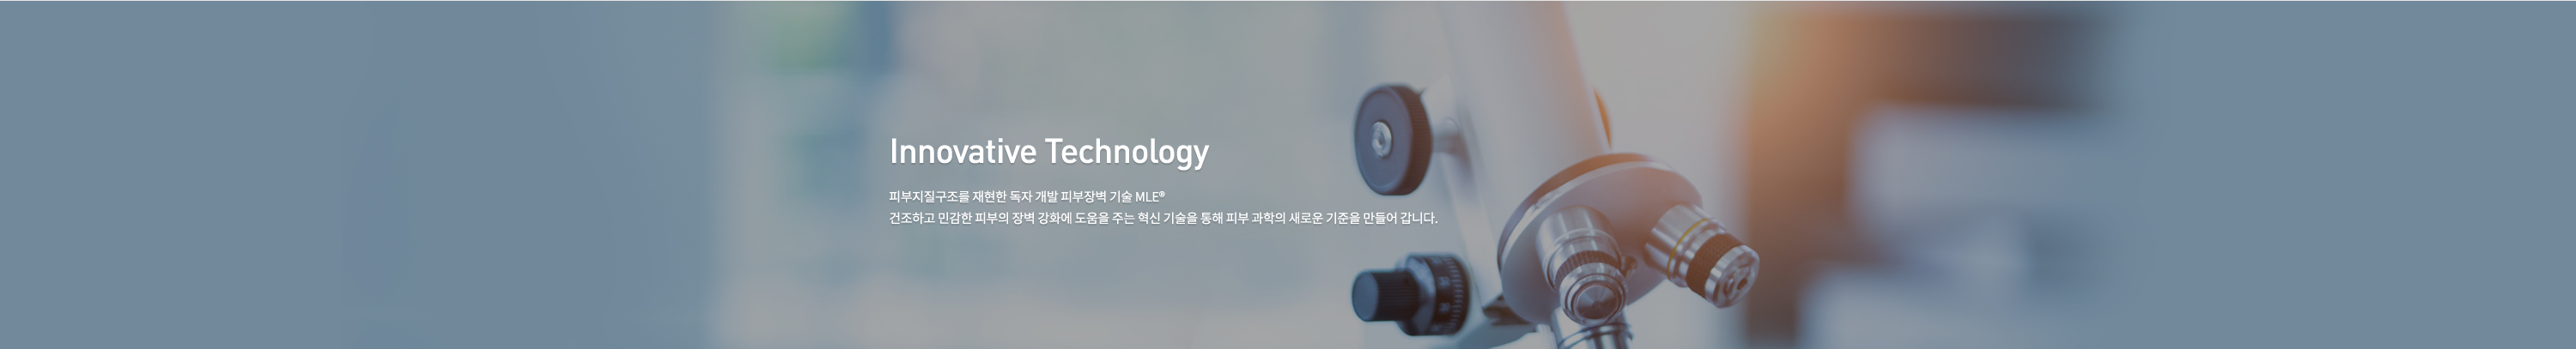 Innovative Technology
피부지질구조를 재현한 독자 개발 피부장벽 기술 MLE®
건조하고 민감한 피부의 장벽 강화에 도움을 주는 혁신 기술을 통해 피부 과학의 새로운 기준을 만들어 갑니다.